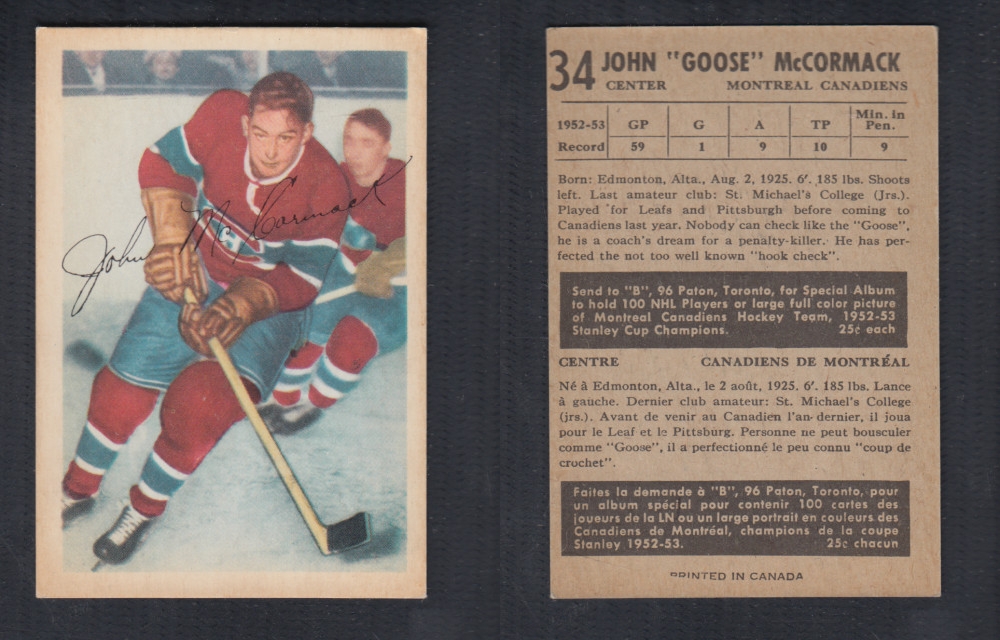 John McCormack
34 JOHN "GOOSE" McCORMACK
CENTER MONTREAL CANADIENS
1952-53 GP G A TP Min. in Pen.
Record 59 1 9 10 9
Born: Edmonton, Alta., Aug. 2, 1925. 6'. 185 lbs. Shoots
left. Last amateur club: St. Michael's College (Jrs.).
Played for Leafs and Pittsburgh before coming to
Canadiens last year. Nobody can check like the "Goose",
he is a coach's dream for a penalty-killer. He has per-
fected the not too well known "hook check".
Send to "B", 96 Paton, Toronto, for Special Album
to hold 100 NHL Players or large full color picture
of Montreal Canadiens Hockey Team, 1952-53
Stanley Cup Champions. 25¢ each
CENTRE CANADIENS DE MONTRÉAL
Né à Edmonton, Alta., le 2 août, 1925. 6'. 185 lbs. Lance
à gauche. Dernier club amateur: St. Michael's College
(jrs.). Avant de venir au Canadien l'an dernier, il joua
pour le Leaf et le Pittsburg. Personne ne peut bousculer
comme "Goose", il a perfectionné le peu connu "coup de
crochet".
Faites la demande à "B", 96 Paton, Toronto, pour
un album spécial pour contenir 100 cartes des
joueurs de la LN ou un large portrait en couleurs des
Canadiens de Montréal, champions de la coupe
Stanley 1952-53. 25¢ chacun
PRINTED IN CANADA